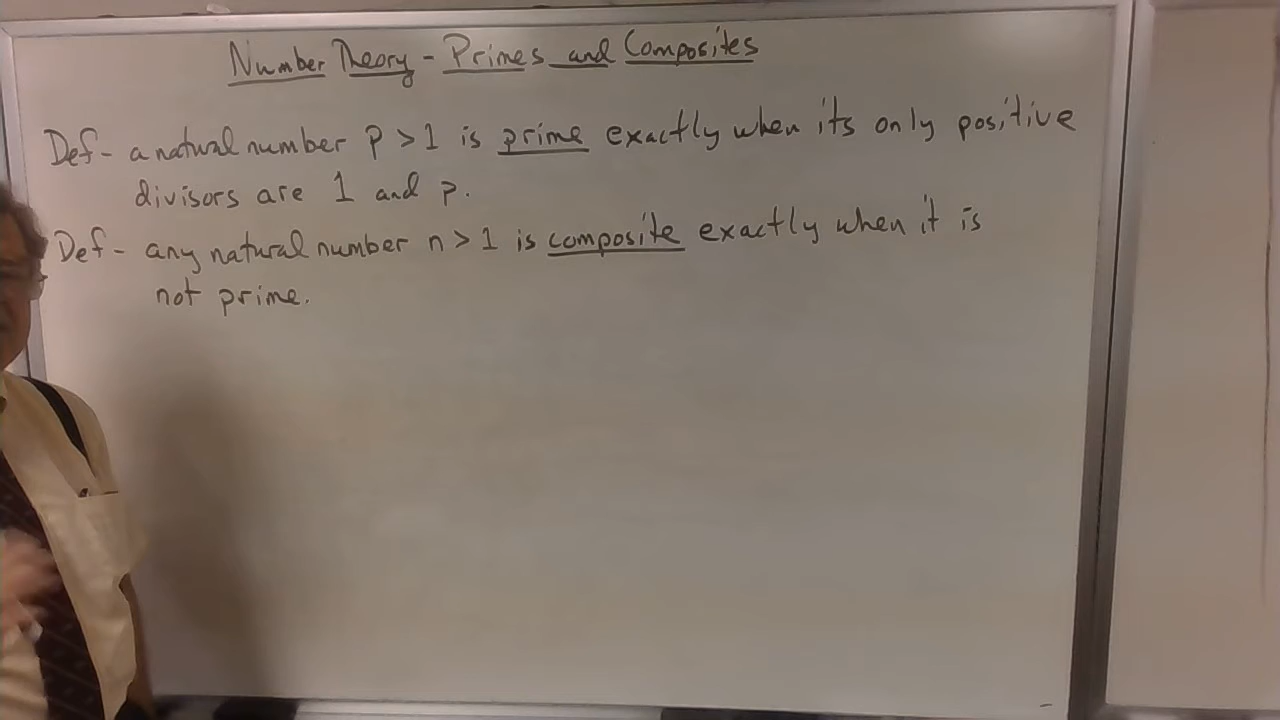 Number Theory - Primes and Composites
Def - a natural number p > 1 is prime exactly when its only positive
divisors are 1 and p.
Def - any natural number n > 1 is composite exactly when it is
not prime.